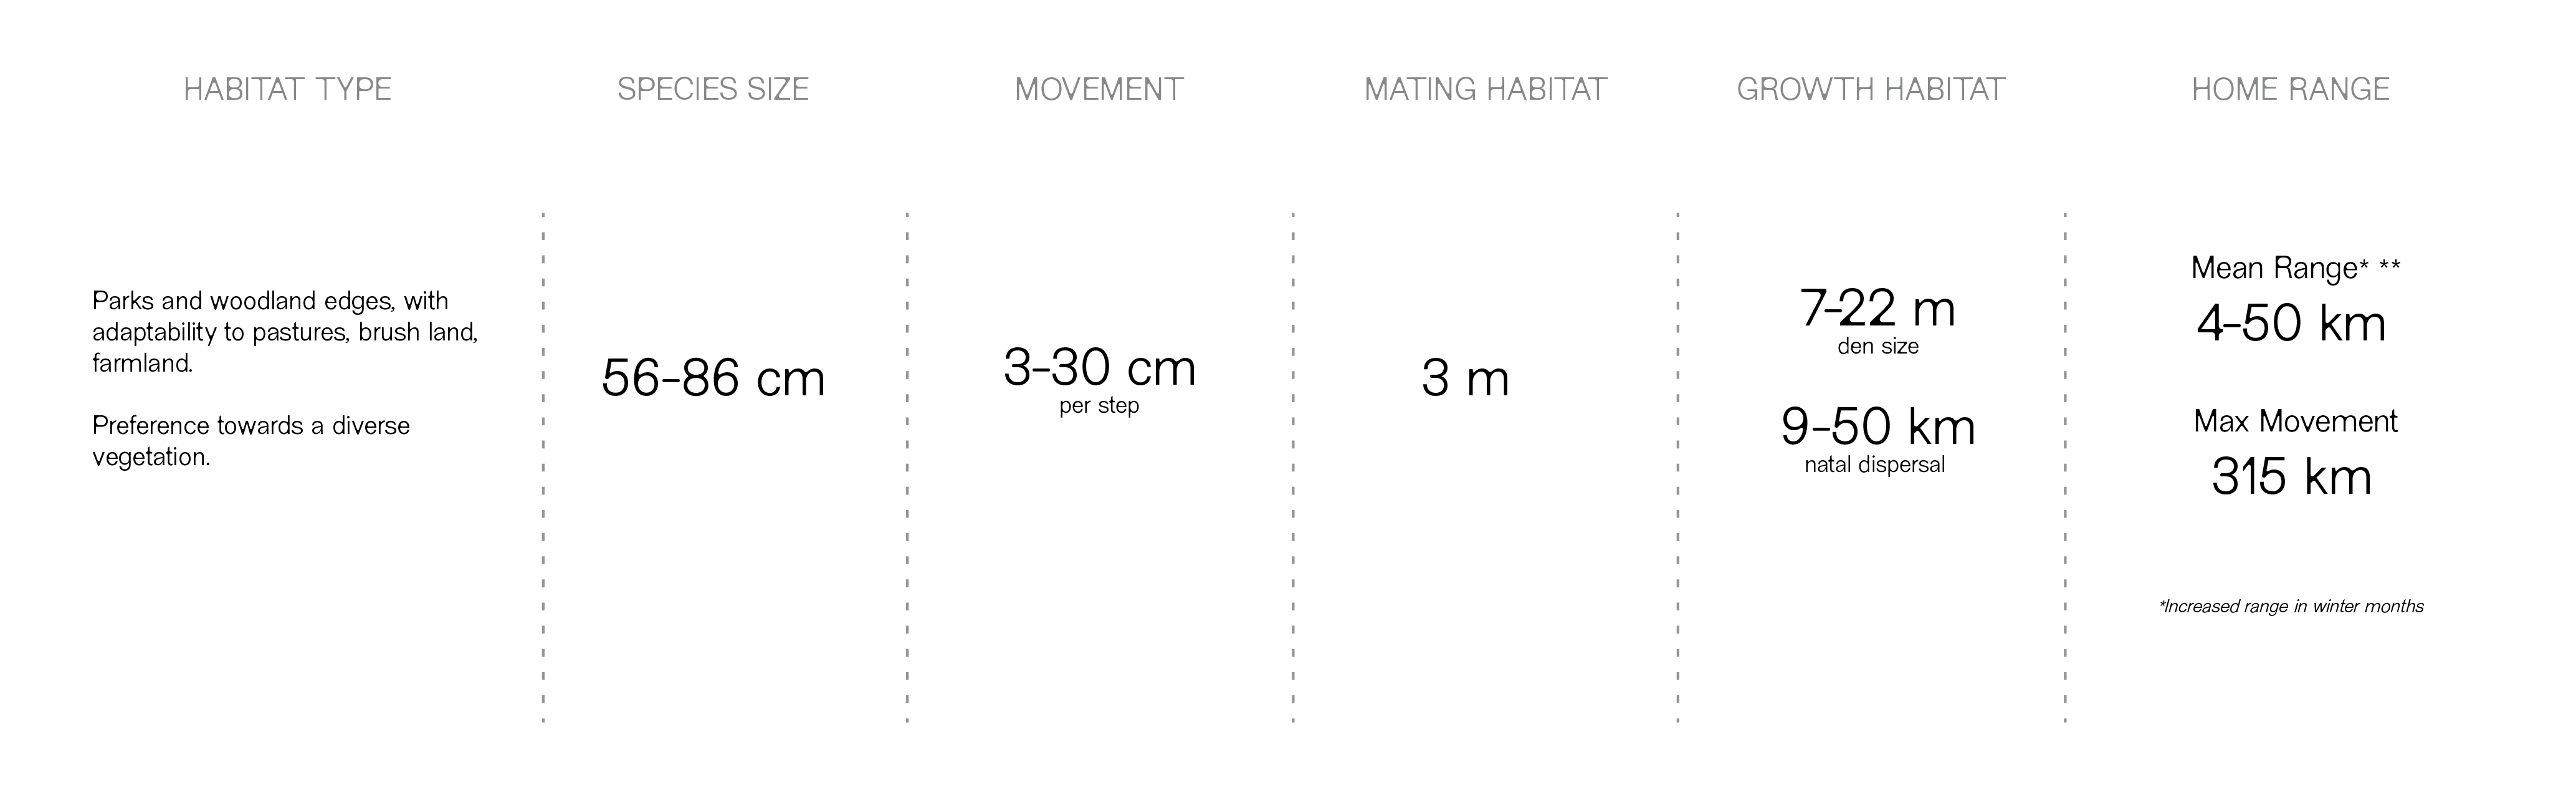 HABITAT TYPE
SPECIES SIZE
MOVEMENT
MATING HABITAT
GROWTH HABITAT
HOME RANGE
Parks and woodland edges, with
adaptability to pastures, brush land,
farmland.
Preference towards a diverse
vegetation.
56-86 cm
3-30 cm
per step
3 m
7-22 m
den size
9-50 km
natal dispersal
Mean Range* **
4-50 km
Max Movement
315 km
*Increased range in winter months